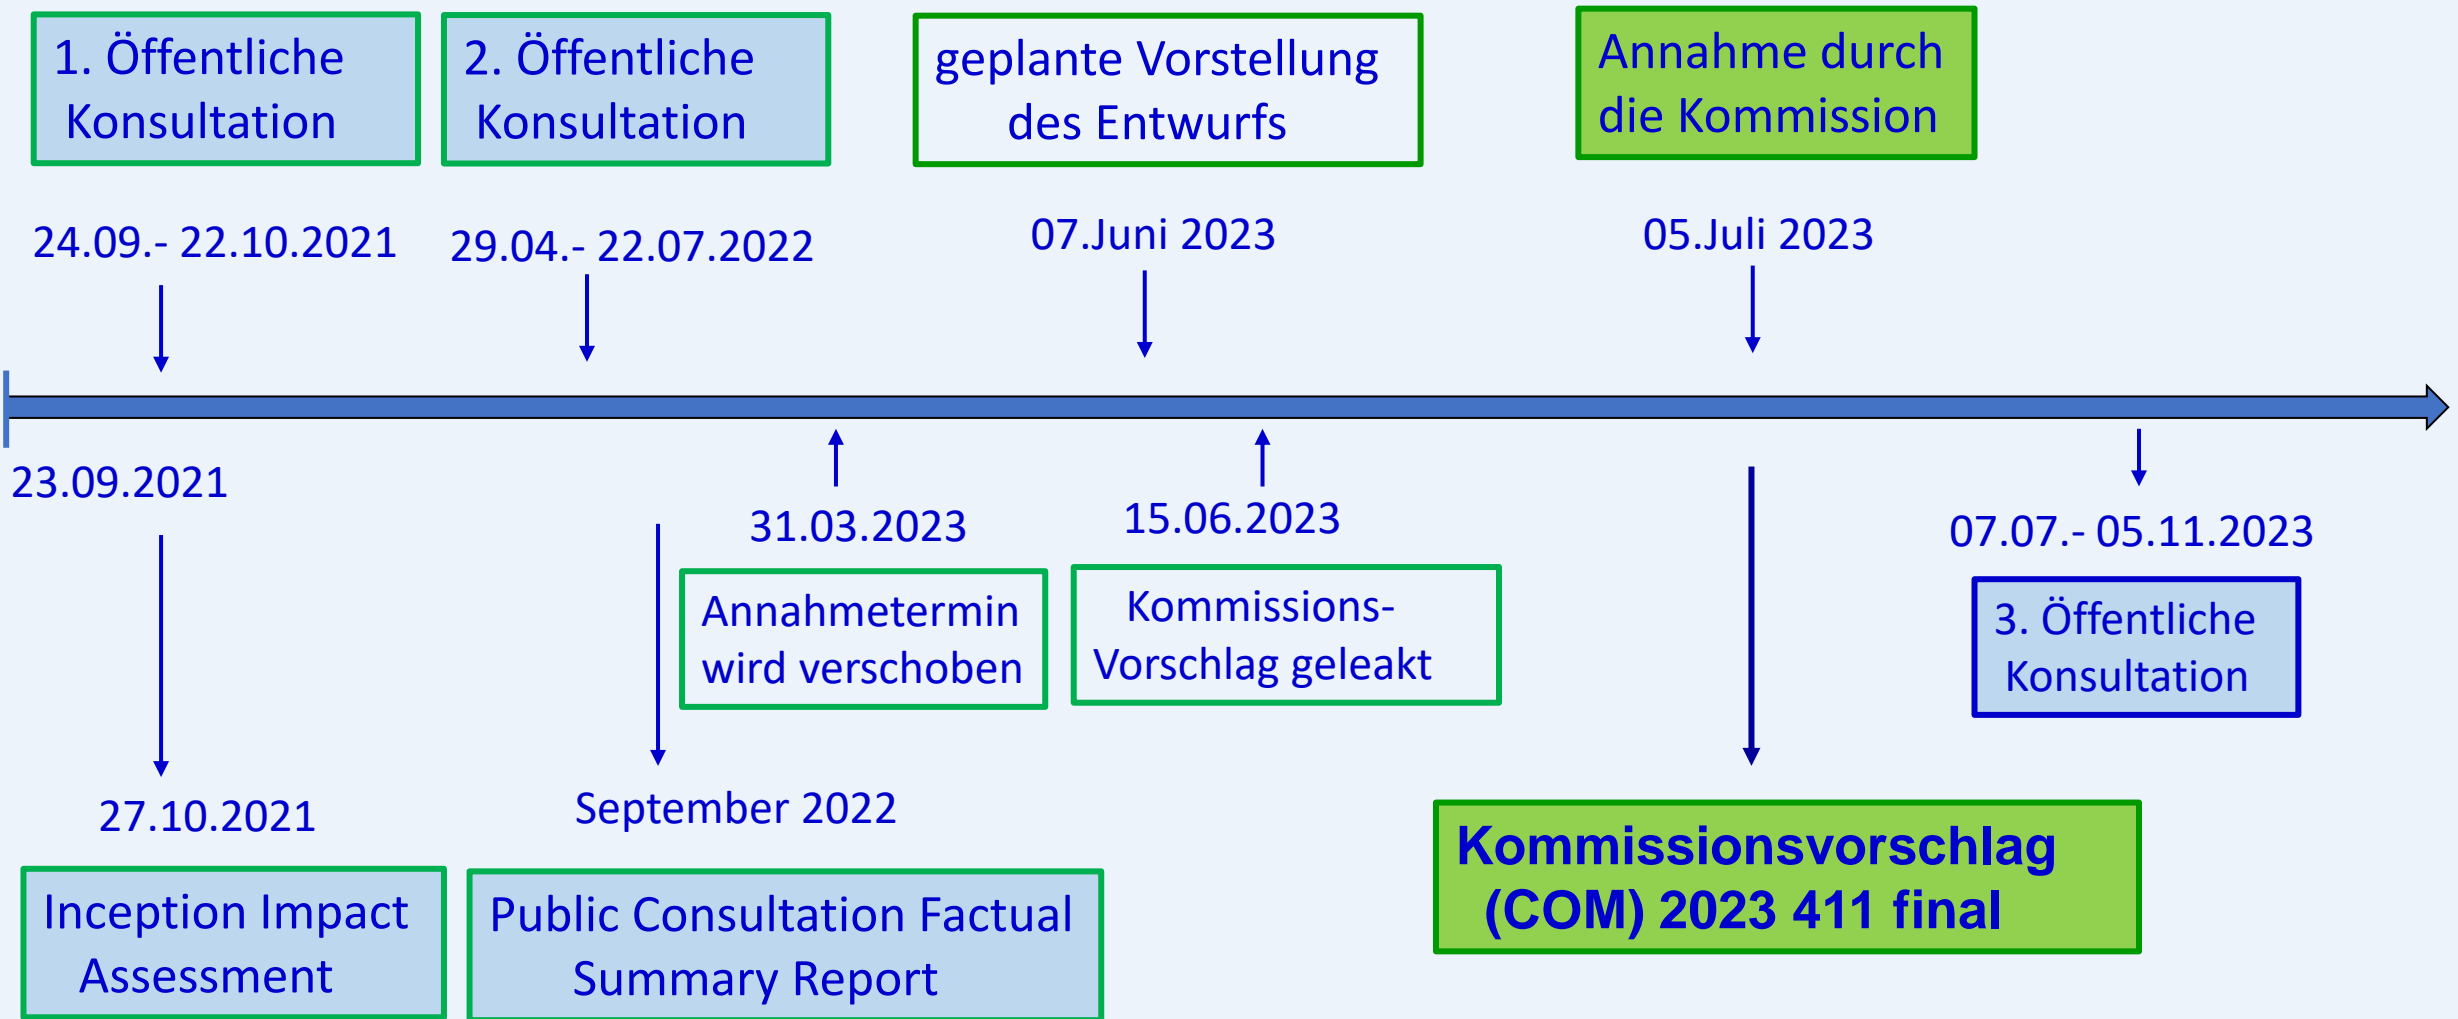 1. Öffentliche
Konsultation
2. Öffentliche
Konsultation
geplante Vorstellung
des Entwurfs
Annahme durch
die Kommission
24.09.- 22.10.2021
29.04.- 22.07.2022
07.Juni 2023
05.Juli 2023
23.09.2021
31.03.2023
15.06.2023
07.07.- 05.11.2023
Annahmetermin
wird verschoben
Kommissions-
Vorschlag geleakt
3. Öffentliche
Konsultation
27.10.2021
September 2022
Inception Impact
Assessment
Public Consultation Factual
Summary Report
Kommissionsvorschlag
(COM) 2023 411 final